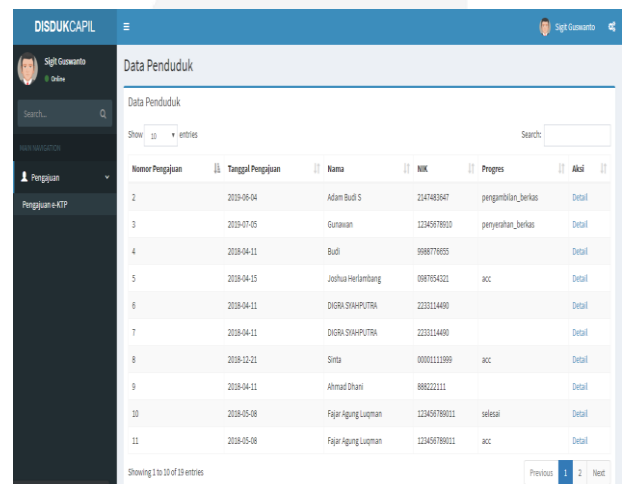 DISDUKCAPIL
Sigit Guswanto
Sigit Guswanto
Online
Search...
MAIN NAVIGATION
Pengajuan
Pengajuan e-KTP
Data Penduduk
Data Penduduk
Show 10 entries Search:
Nomor Pengajuan Tanggal Pengajuan Nama NIK Progres Aksi
2 2019-06-04 Adam Budi S 2147483647 pengambilan_berkas Detail
3 2019-07-05 Gunawan 12345678910 penyerahan_berkas Detail
4 2018-04-11 Budi 9988776655 Detail
5 2018-04-15 Joshua Herlambang 0987654321 acc Detail
6 2018-04-11 DIGRA SYAHPUTRA 2233114490 Detail
7 2018-04-11 DIGRA SYAHPUTRA 2233114490 Detail
8 2018-12-21 Sinta 00001111999 acc Detail
9 2018-04-11 Ahmad Dhani 888222111 Detail
10 2018-05-08 Fajar Agung Luqman 123456789011 selesai Detail
11 2018-05-08 Fajar Agung Luqman 123456789011 acc Detail
Showing 1 to 10 of 19 entries Previous 1 2 Next